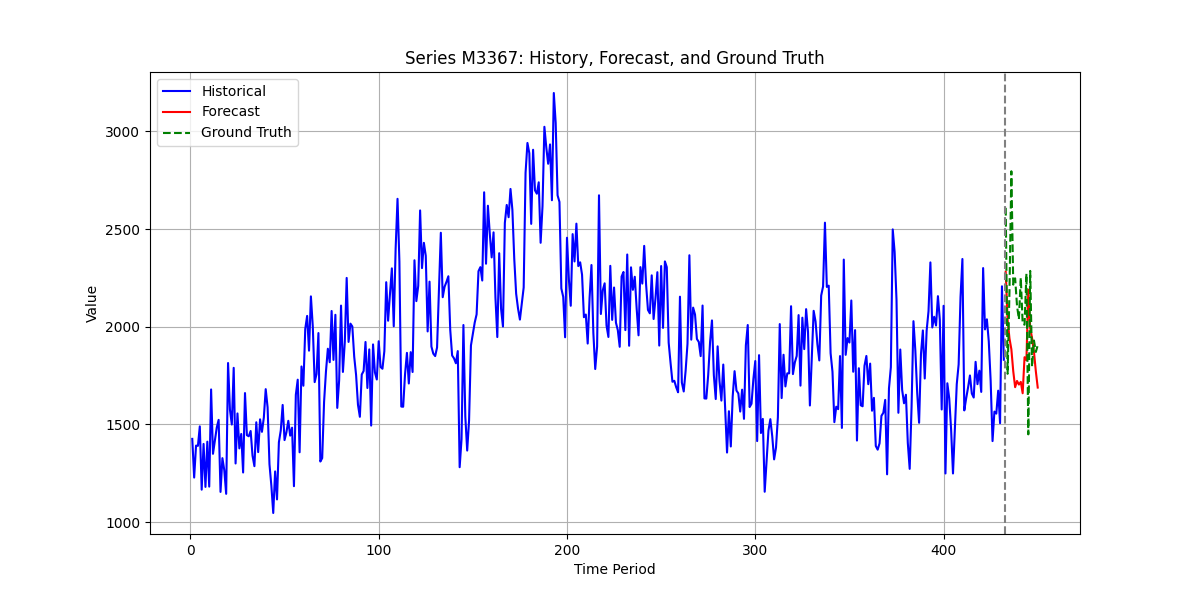 Series M3367: History, Forecast, and Ground Truth
Historical
Forecast
Ground Truth
3000
2500
2000
1500
1000
Value
0 100 200 300 400
Time Period